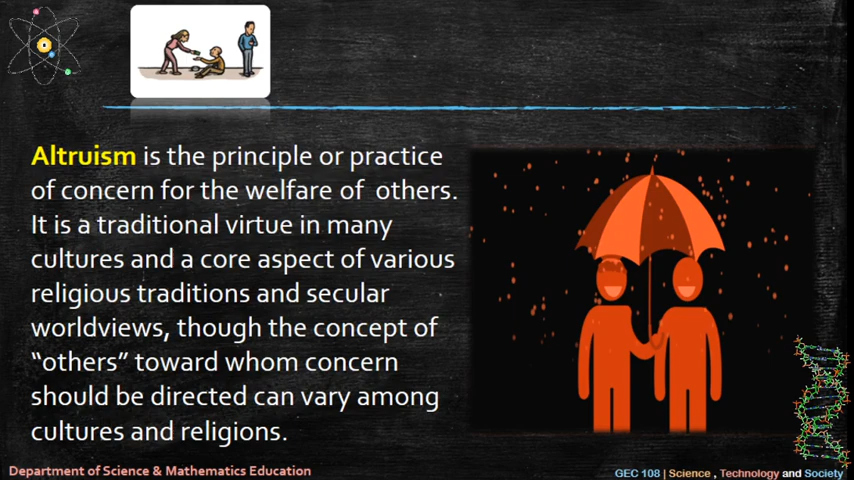 Altruism is the principle or practice
of concern for the welfare of others.
It is a traditional virtue in many
cultures and a core aspect of various
religious traditions and secular
worldviews, though the concept of
“others” toward whom concern
should be directed can vary among
cultures and religions.
Department of Science & Mathematics Education
GEC 108 | Science , Technology and Society